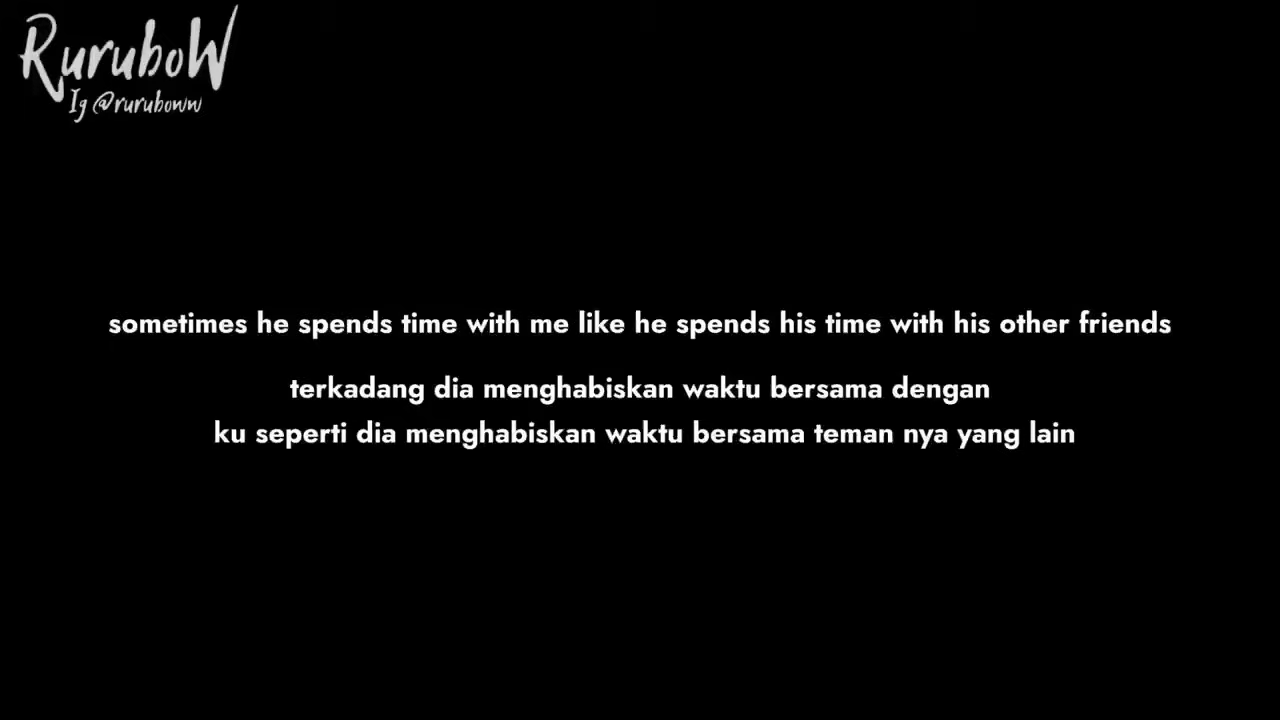 RuruboW
Ig @ruruboww
sometimes he spends time with me like he spends his time with his other friends
terkadang dia menghabiskan waktu bersama dengan
ku seperti dia menghabiskan waktu bersama teman nya yang lain